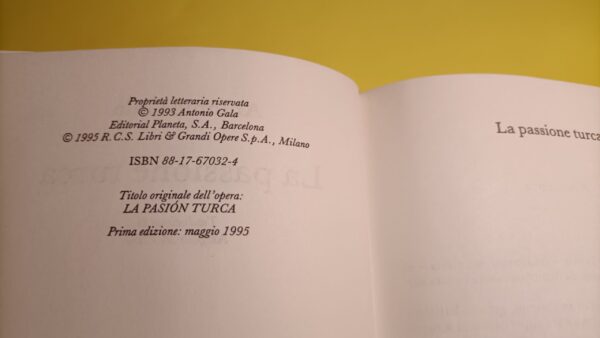 Proprietà letteraria riservata
© 1993 Antonio Gala
Editorial Planeta, S.A., Barcelona
© 1995 R.C.S. Libri & Grandi Opere S.p.A., Milano
ISBN 88-17-67032-4
Titolo originale dell'opera:
LA PASIÓN TURCA
Prima edizione: maggio 1995
La passione turca